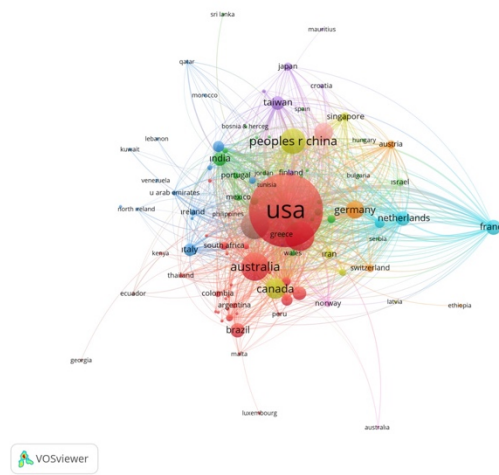 sri lanka
mauritius
qatar
japan
croatia
morocco
taiwan
spain
singapore
bosnia & herceg
lebanon
peoples r china
hungary
austria
kuwait
india
jordan
finland
bulgaria
venezuela
portugal
tunisia
israel
u arab emirates
mexico
north ireland
ireland
philippines
usa
germany
netherlands
franc
greece
serbia
italy
south africa
wales
iran
kenya
thailand
australia
switzerland
ecuador
colombia
canada
argentina
norway
latvia
ethiopia
peru
brazil
malta
georgia
luxembourg
australia
VOSviewer